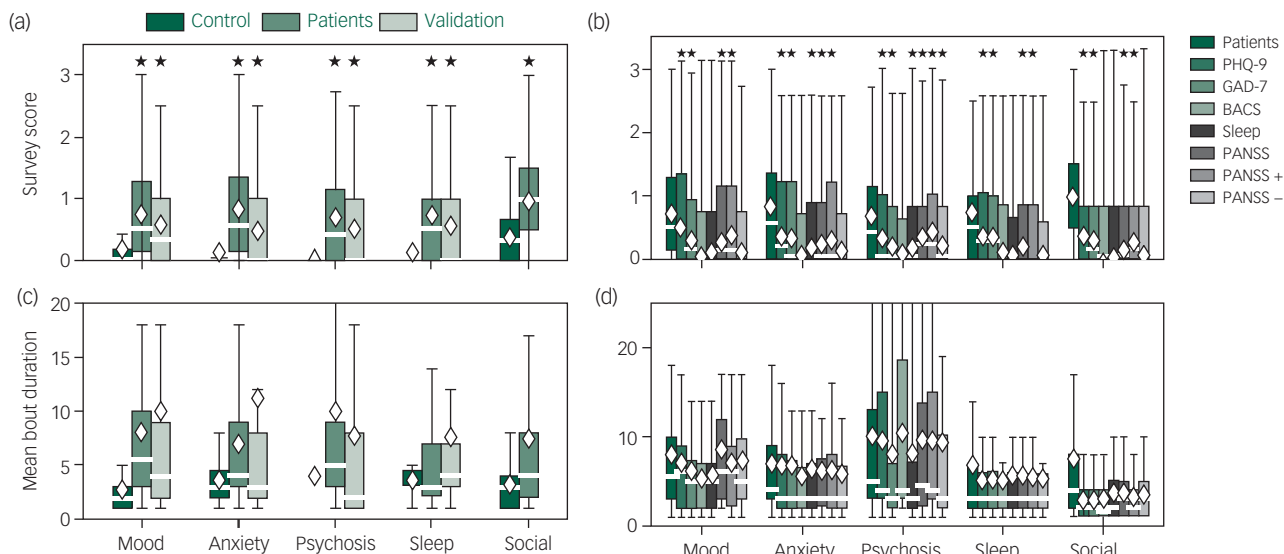 (a)
Control
Patients
Validation
★ ★ ★ ★ ★ ★ ★ ★ ★
3
2
1
0
Survey score
(b)
★★ ★★ ★★ ★★★ ★★ ★★★★ ★★ ★★ ★★ ★★
3
2
1
0
Patients
PHQ-9
GAD-7
BACS
Sleep
PANSS
PANSS +
PANSS –
(c)
20
15
10
5
0
Mean bout duration
Mood Anxiety Psychosis Sleep Social
(d)
20
10
0
Mood Anxiety Psychosis Sleep Social